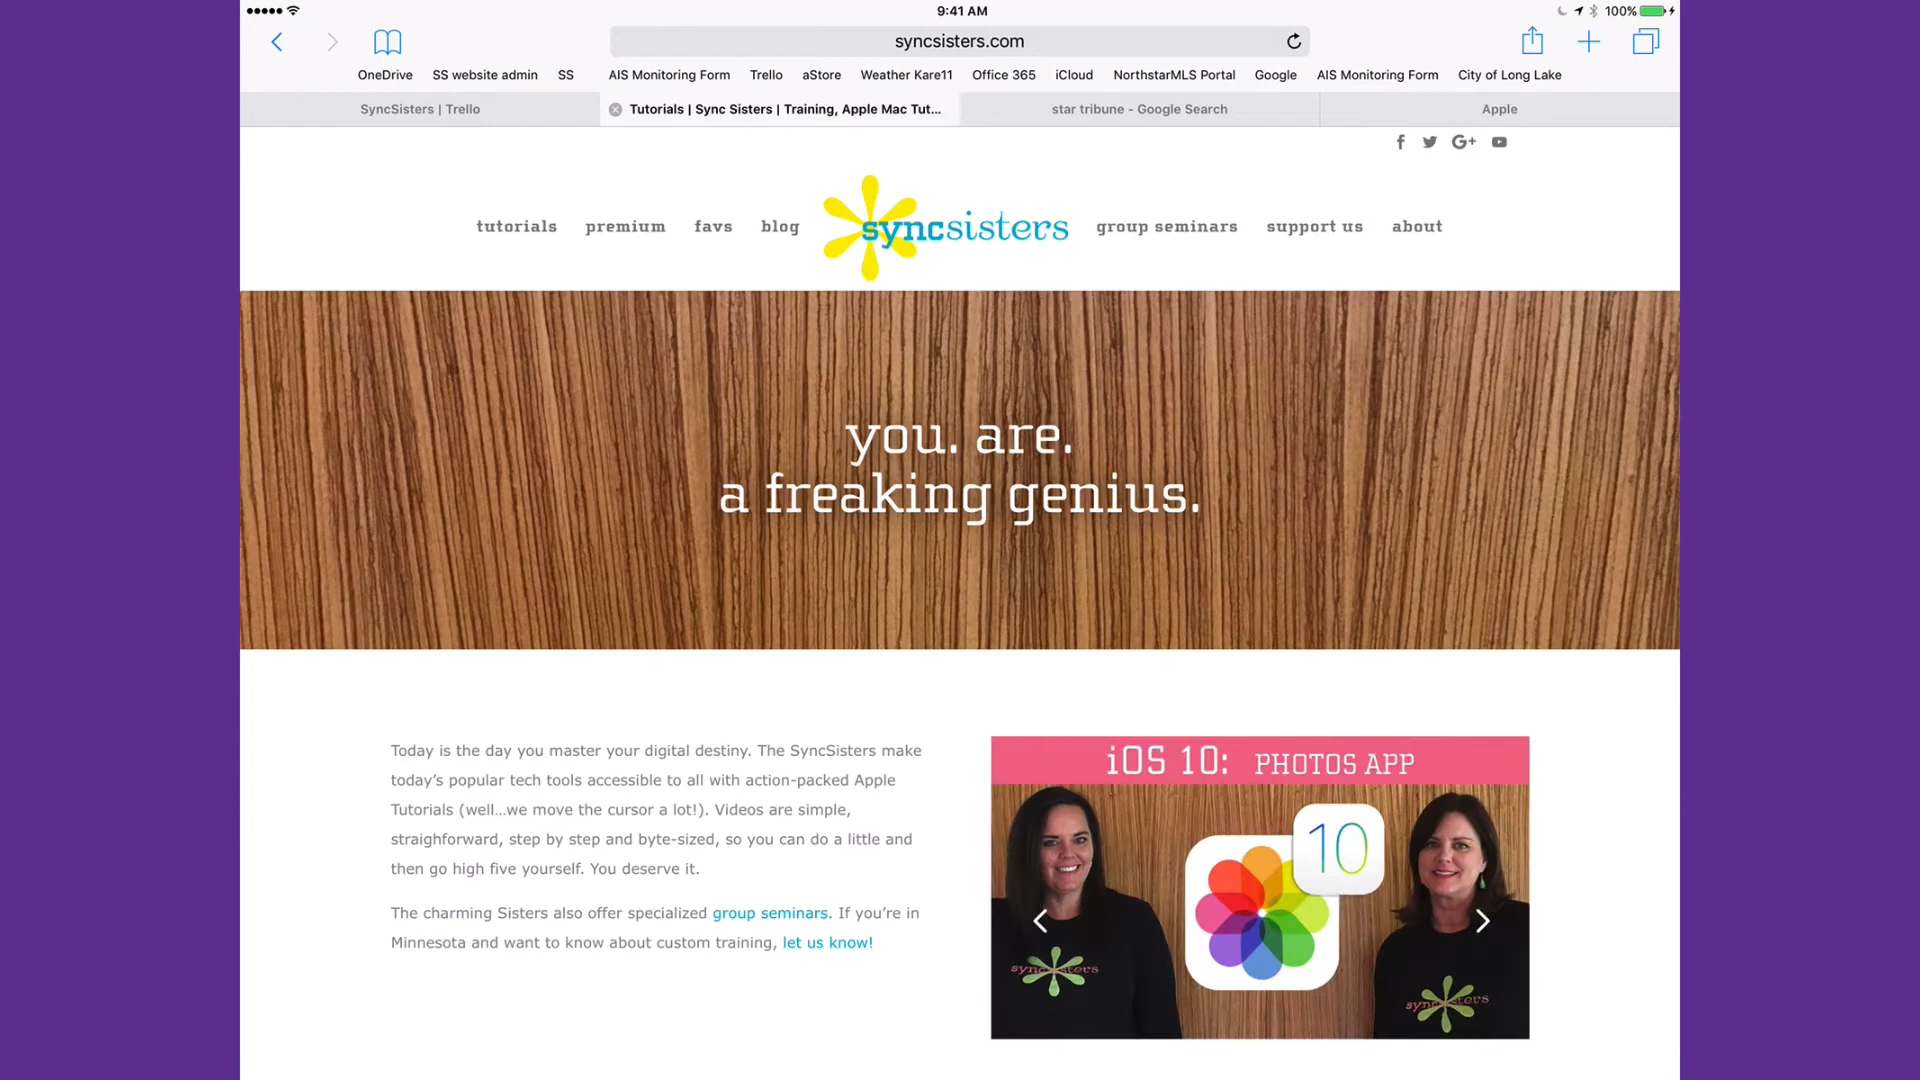 9:41 AM
100%
syncsisters.com
OneDrive SS website admin SS AIS Monitoring Form Trello aStore Weather Kare11 Office 365 iCloud NorthstarMLS Portal Google AIS Monitoring Form City of Long Lake
SyncSisters | Trello
Tutorials | Sync Sisters | Training, Apple Mac Tut...
star tribune - Google Search
Apple
G+
tutorials premium favs blog syncsisters group seminars support us about
you. are.
a freaking genius.
Today is the day you master your digital destiny. The SyncSisters make
today's popular tech tools accessible to all with action-packed Apple
Tutorials (well...we move the cursor a lot!). Videos are simple,
straighforward, step by step and byte-sized, so you can do a little and
then go high five yourself. You deserve it.
The charming Sisters also offer specialized group seminars. If you're in
Minnesota and want to know about custom training, let us know!
iOS 10: PHOTOS APP
10
syncsisters
syncsisters